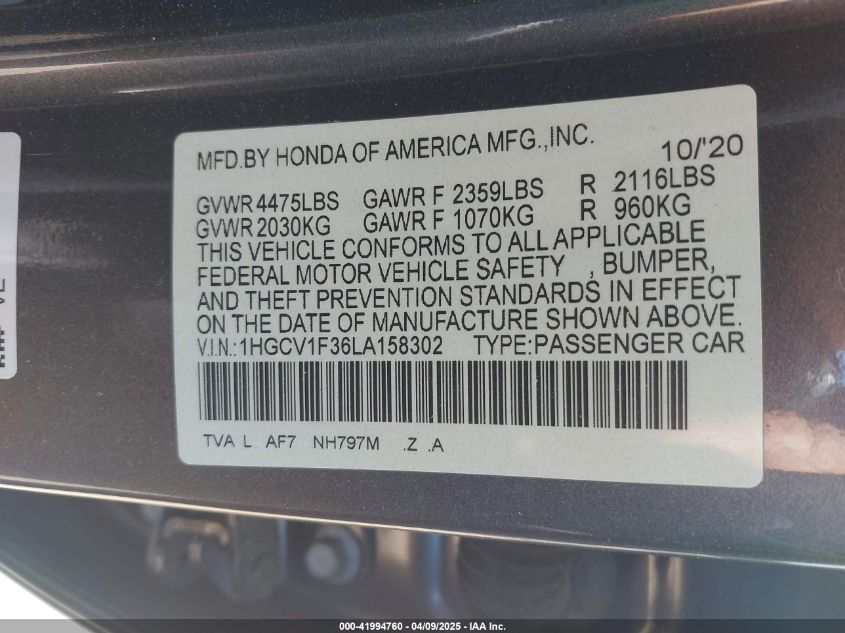 MFD.BY HONDA OF AMERICA MFG.,INC. 10/'20
GVWR 4475LBS GAWR F 2359LBS R 2116LBS
GVWR 2030KG GAWR F 1070KG R 960KG
THIS VEHICLE CONFORMS TO ALL APPLICABLE
FEDERAL MOTOR VEHICLE SAFETY , BUMPER,
AND THEFT PREVENTION STANDARDS IN EFFECT
ON THE DATE OF MANUFACTURE SHOWN ABOVE.
V.I.N.:1HGCV1F36LA158302 TYPE:PASSENGER CAR
TVA L AF7 NH797M .Z .A
000-41994760 - 04/09/2025 - IAA Inc.